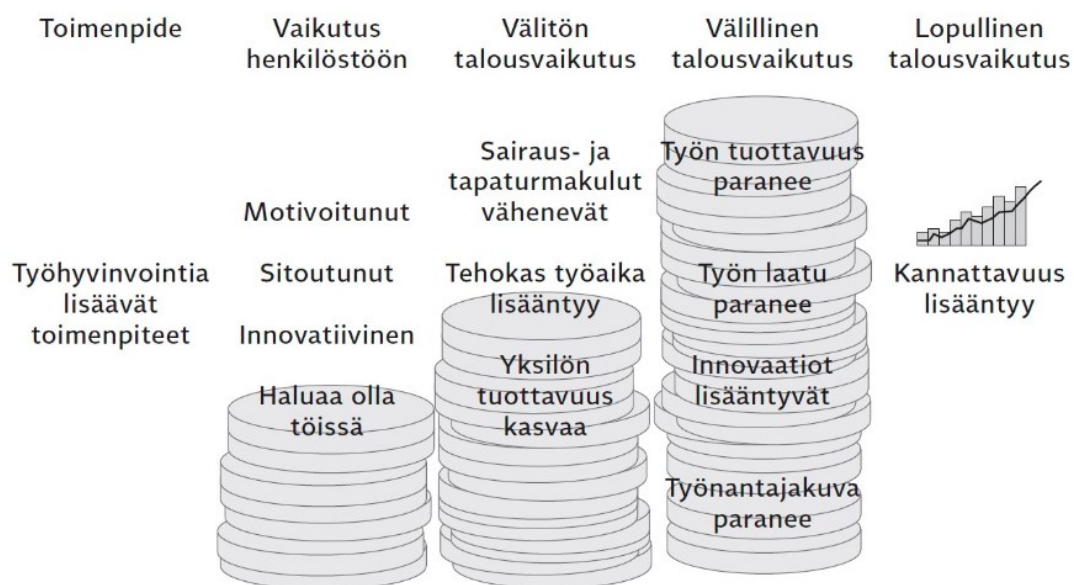 Toimenpide
Vaikutus
henkilöstöön
Välitön
talousvaikutus
Välillinen
talousvaikutus
Lopullinen
talousvaikutus
Työhyvinvointia
lisäävät
toimenpiteet
Motivoitunut
Sitoutunut
Innovatiivinen
Haluaa olla
töissä
Sairaus- ja
tapaturmakulut
vähenevät
Tehokas työaika
lisääntyy
Yksilön
tuottavuus
kasvaa
Työn tuottavuus
paranee
Työn laatu
paranee
Innovaatiot
lisääntyvät
Työnantajakuva
paranee
Kannattavuus
lisääntyy